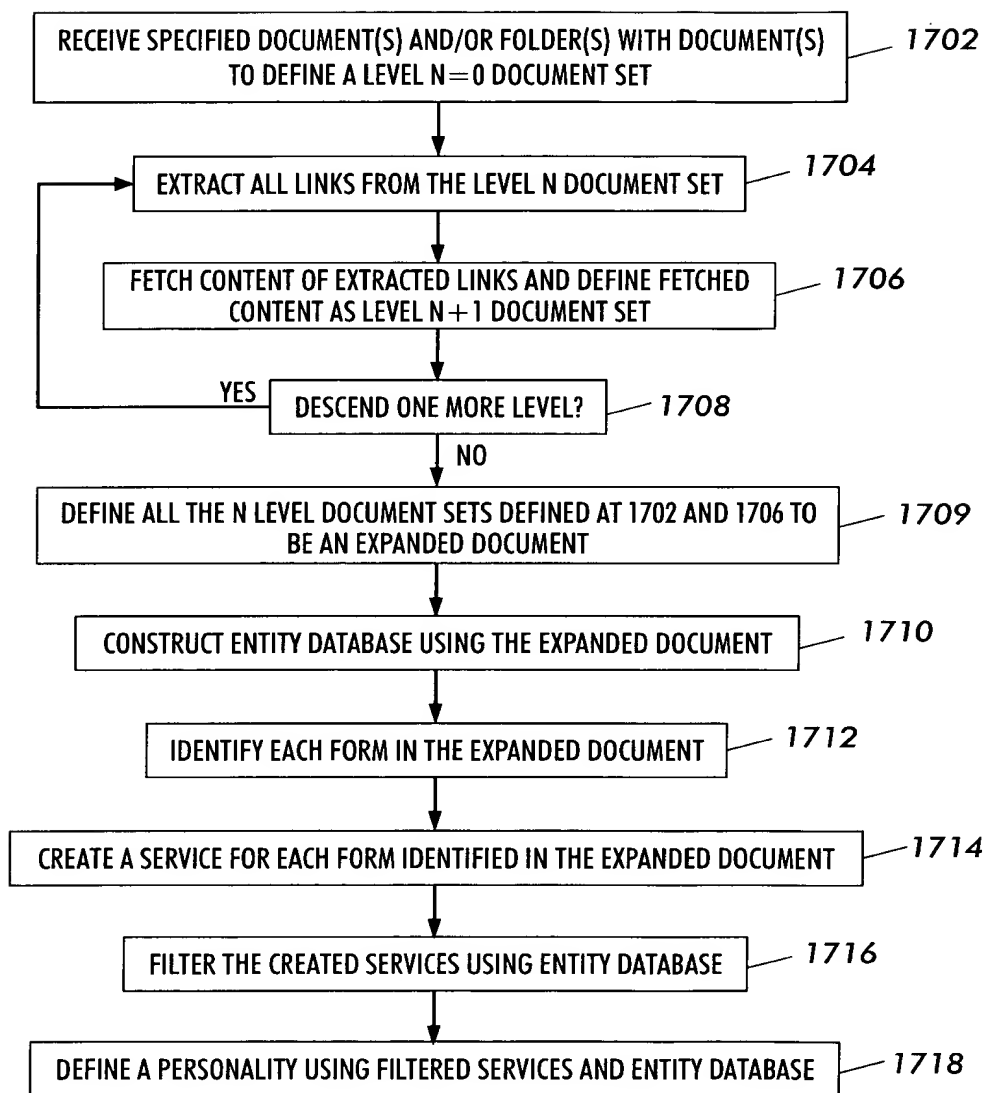 RECEIVE SPECIFIED DOCUMENT(S) AND/OR FOLDER(S) WITH DOCUMENT(S)
TO DEFINE A LEVEL N=0 DOCUMENT SET
1702
EXTRACT ALL LINKS FROM THE LEVEL N DOCUMENT SET
1704
FETCH CONTENT OF EXTRACTED LINKS AND DEFINE FETCHED
CONTENT AS LEVEL N+1 DOCUMENT SET
1706
YES
DESCEND ONE MORE LEVEL?
1708
NO
DEFINE ALL THE N LEVEL DOCUMENT SETS DEFINED AT 1702 AND 1706 TO
BE AN EXPANDED DOCUMENT
1709
CONSTRUCT ENTITY DATABASE USING THE EXPANDED DOCUMENT
1710
IDENTIFY EACH FORM IN THE EXPANDED DOCUMENT
1712
CREATE A SERVICE FOR EACH FORM IDENTIFIED IN THE EXPANDED DOCUMENT
1714
FILTER THE CREATED SERVICES USING ENTITY DATABASE
1716
DEFINE A PERSONALITY USING FILTERED SERVICES AND ENTITY DATABASE
1718